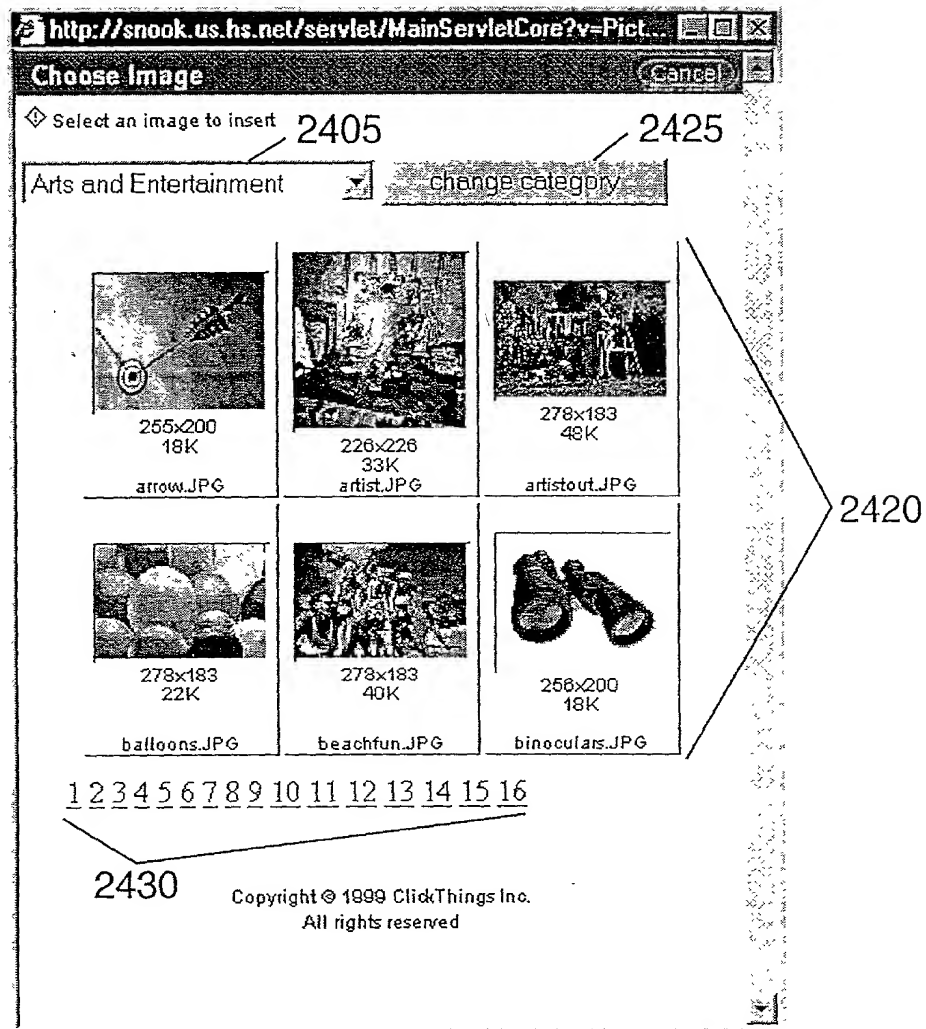 http://snook.us.hs.net/servlet/MainServletCore?v=Pict...
Choose Image Cancel
Select an image to insert 2405 2425
Arts and Entertainment change category
255x200 226x226 278x183
18K 33K 48K
arrow.JPG artist.JPG artistout.JPG
2420
278x183 278x183 256x200
22K 40K 18K
balloons.JPG beachfun.JPG binoculars.JPG
1 2 3 4 5 6 7 8 9 10 11 12 13 14 15 16
2430
Copyright © 1999 ClickThings Inc.
All rights reserved